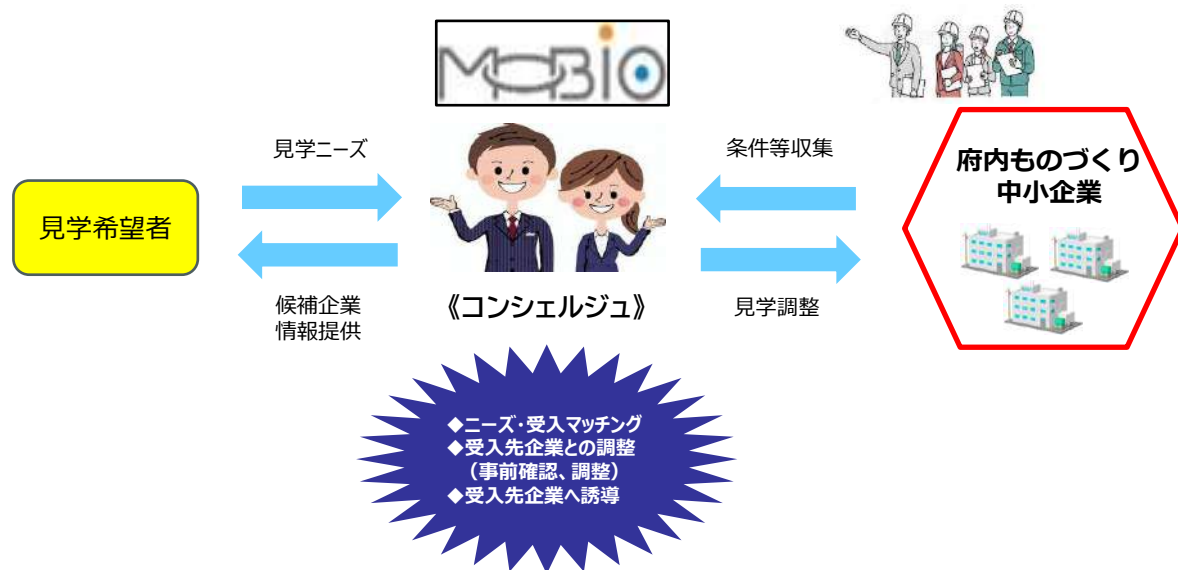 MOBIO
見学ニーズ
条件等収集
府内ものづくり
中小企業
見学希望者
候補企業
情報提供
《コンシェルジュ》
見学調整
◆ニーズ・受入マッチング
◆受入先企業との調整
（事前確認、調整）
◆受入先企業へ誘導